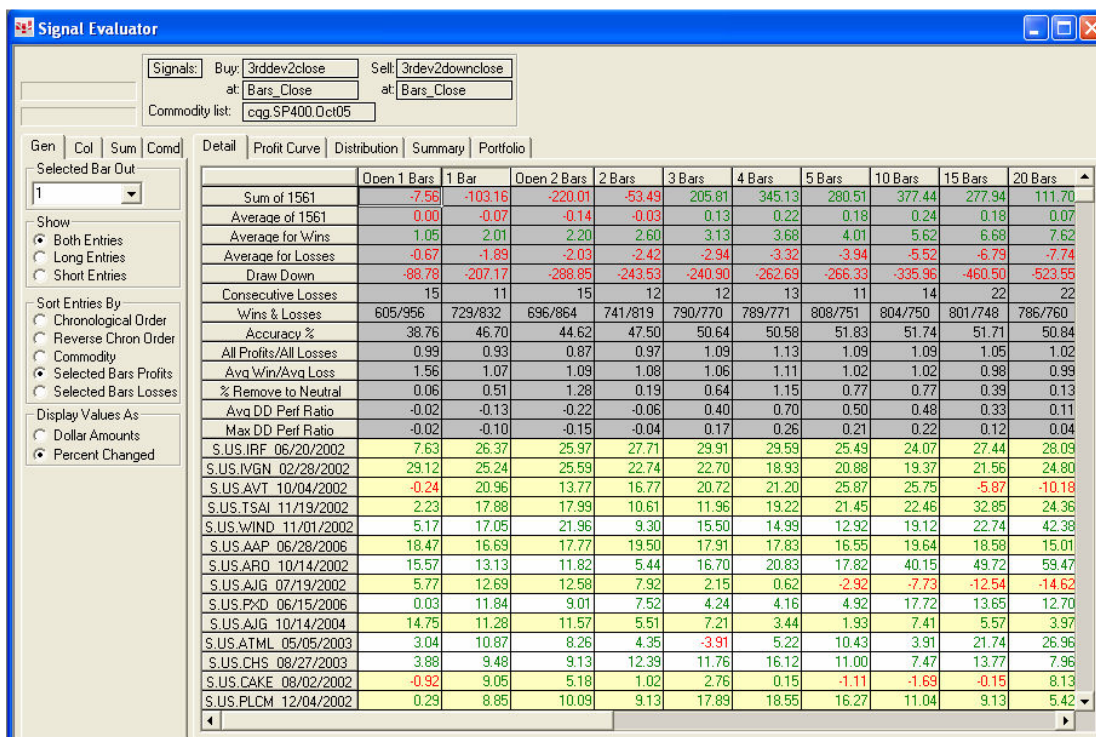 Signal Evaluator
Signals: Buy: 3rddev2close Sell: 3rdev2downclose
at: Bars_Close at: Bars_Close
Commodity list: cqg.SP400.Oct05
Gen Col Sum Comd
Detail Profit Curve Distribution Summary Portfolio
Selected Bar Out
1
Show
Both Entries
Long Entries
Short Entries
Sort Entries By
Chronological Order
Reverse Chron Order
Commodity
Selected Bars Profits
Selected Bars Losses
Display Values As
Dollar Amounts
Percent Changed
Open 1 Bars 1 Bar Open 2 Bars 2 Bars 3 Bars 4 Bars 5 Bars 10 Bars 15 Bars 20 Bars
Sum of 1561 -7.56 -103.16 -220.01 -53.49 205.81 345.13 280.51 377.44 277.94 111.70
Average of 1561 0.00 -0.07 -0.14 -0.03 0.13 0.22 0.18 0.24 0.18 0.07
Average for Wins 1.05 2.01 2.20 2.60 3.13 3.68 4.01 5.62 6.68 7.62
Average for Losses -0.67 -1.89 -2.03 -2.42 -2.94 -3.32 -3.94 -5.52 -6.79 -7.74
Draw Down -88.78 -207.17 -288.85 -243.53 -240.90 -262.69 -266.33 -335.96 -460.50 -523.55
Consecutive Losses 15 11 15 12 12 13 11 14 22 22
Wins & Losses 605/956 729/832 696/864 741/819 790/770 789/771 808/751 804/750 801/748 786/760
Accuracy % 38.76 46.70 44.62 47.50 50.64 50.58 51.83 51.74 51.71 50.84
All Profits/All Losses 0.99 0.93 0.87 0.97 1.09 1.13 1.09 1.09 1.05 1.02
Avg Win/Avg Loss 1.56 1.07 1.09 1.08 1.06 1.11 1.02 1.02 0.98 0.99
% Remove to Neutral 0.06 0.51 1.28 0.19 0.64 1.15 0.77 0.77 0.39 0.13
Avg DD Perf Ratio -0.02 -0.13 -0.22 -0.06 0.40 0.70 0.50 0.48 0.33 0.11
Max DD Perf Ratio -0.02 -0.10 -0.15 -0.04 0.17 0.26 0.21 0.22 0.12 0.04
S.US.IRF 06/20/2002 7.63 26.37 25.97 27.71 29.91 29.59 25.49 24.07 27.44 28.09
S.US.IVGN 02/28/2002 29.12 25.24 25.59 22.74 22.70 18.93 20.88 19.37 21.56 24.80
S.US.AVT 10/04/2002 -0.24 20.96 13.77 16.77 20.72 21.20 25.87 25.75 -5.87 -10.18
S.US.TSAI 11/19/2002 2.23 17.88 17.99 10.61 11.96 19.22 21.45 22.46 32.85 24.36
S.US.WIND 11/01/2002 5.17 17.05 21.96 9.30 15.50 14.99 12.92 19.12 22.74 42.38
S.US.AAP 06/28/2006 18.47 16.69 17.77 19.50 17.91 17.83 16.55 19.64 18.58 15.01
S.US.ARO 10/14/2002 15.57 13.13 11.82 5.44 16.70 20.83 17.82 40.15 49.72 59.47
S.US.AJG 07/19/2002 5.77 12.69 12.58 7.92 2.15 0.62 -2.92 -7.73 -12.54 -14.62
S.US.PXD 06/15/2006 0.03 11.84 9.01 7.52 4.24 4.16 4.92 17.72 13.65 12.70
S.US.AJG 10/14/2004 14.75 11.28 11.57 5.51 7.21 3.44 1.93 7.41 5.57 3.97
S.US.ATML 05/05/2003 3.04 10.87 8.26 4.35 -3.91 5.22 10.43 3.91 21.74 26.96
S.US.CHS 08/27/2003 3.88 9.48 9.13 12.39 11.76 16.12 11.00 7.47 13.77 7.96
S.US.CAKE 08/02/2002 -0.92 9.05 5.18 1.02 2.76 0.15 -1.11 -1.69 -0.15 8.13
S.US.PLCM 12/04/2002 0.29 8.85 10.09 9.13 17.89 18.55 16.27 11.04 9.13 5.42